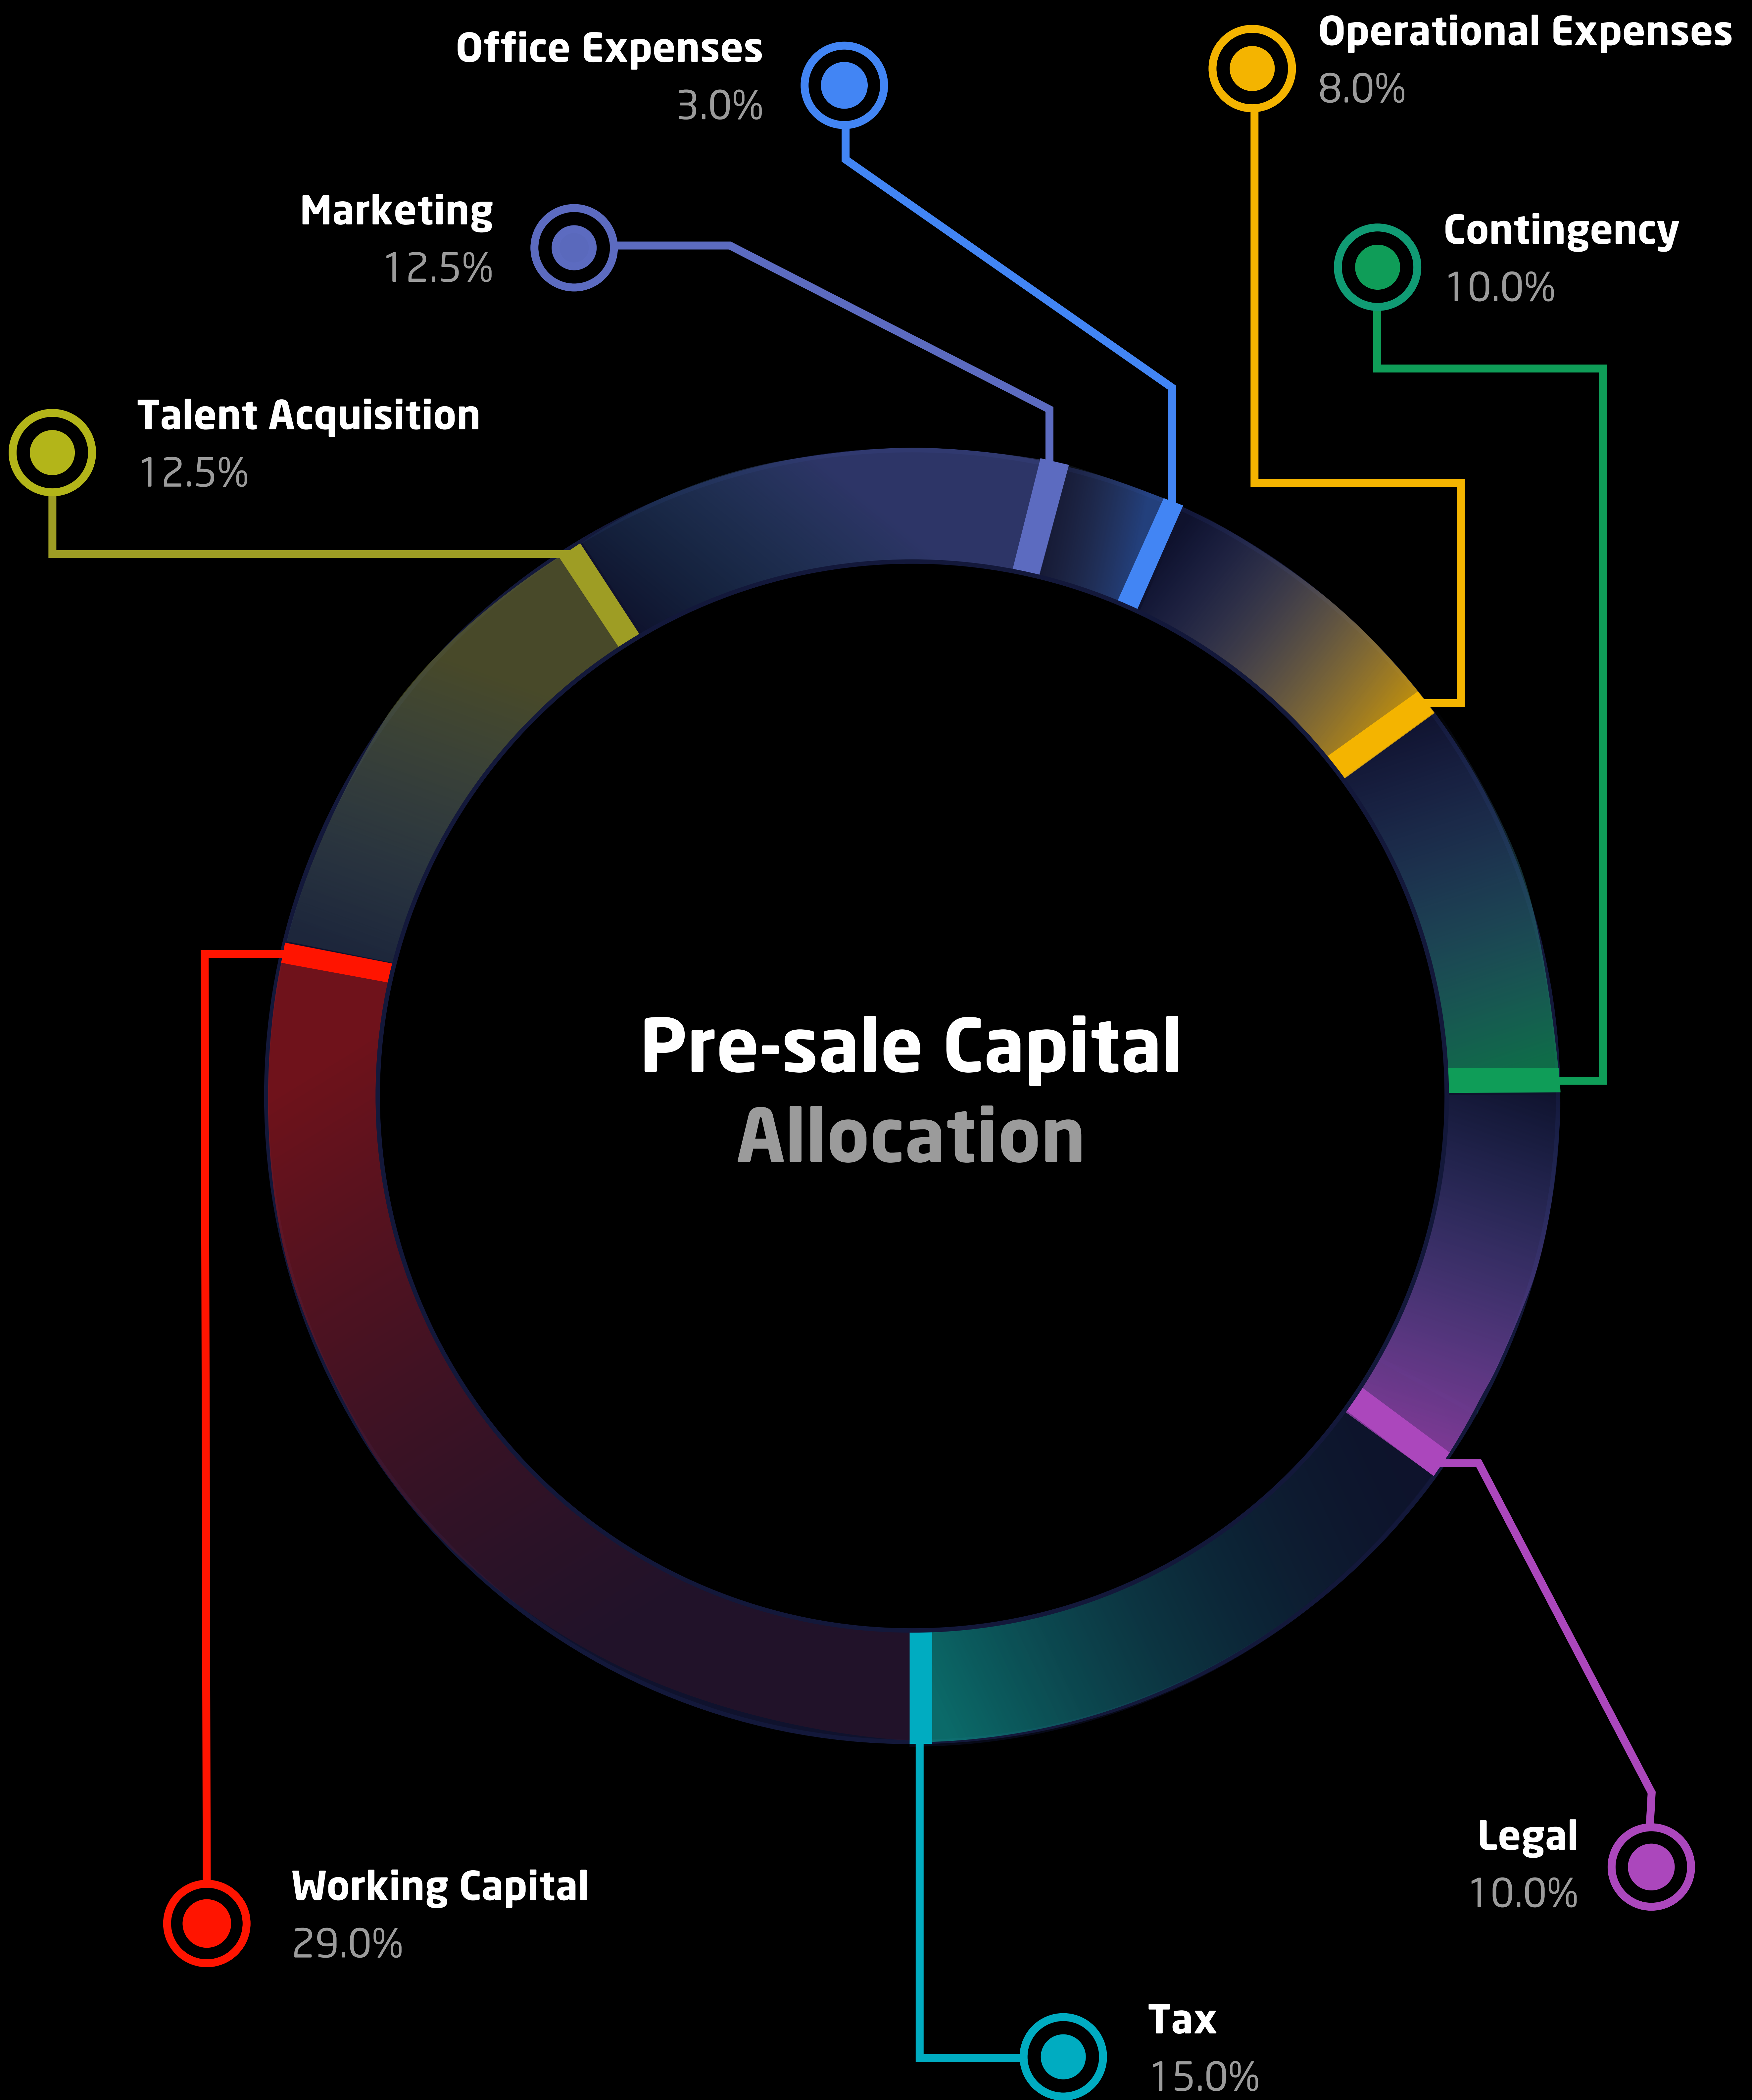 Office Expenses
3.0%
Operational Expenses
8.0%
Marketing
12.5%
Contingency
10.0%
Talent Acquisition
12.5%
Pre-sale Capital
Allocation
Legal
10.0%
Working Capital
29.0%
Tax
15.0%